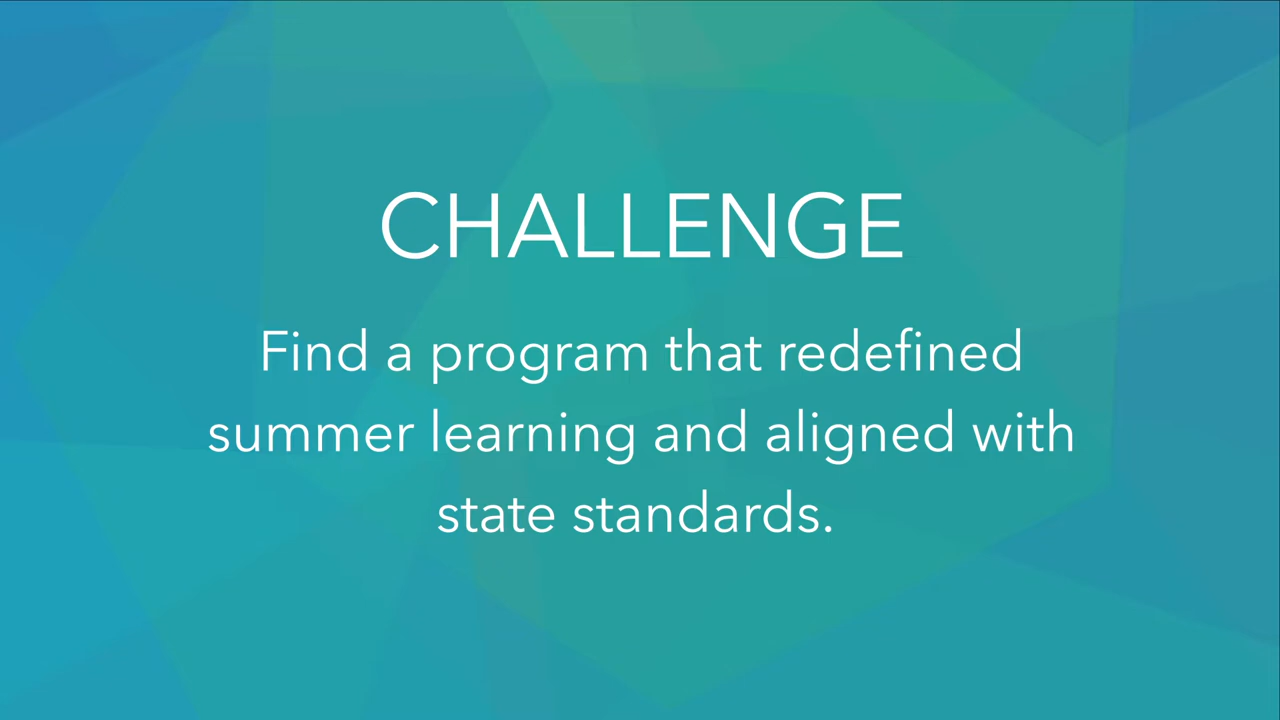 CHALLENGE
Find a program that redefined
summer learning and aligned with
state standards.